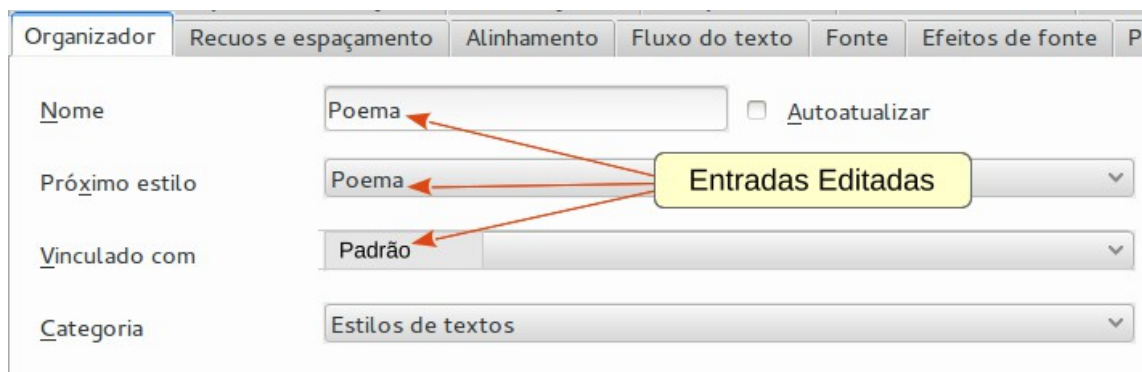 Organizador Recuos e espaçamento Alinhamento Fluxo do texto Fonte Efeitos de fonte P
Nome Poema Autoatualizar
Próximo estilo Poema Entradas Editadas
Vinculado com Padrão
Categoria Estilos de textos